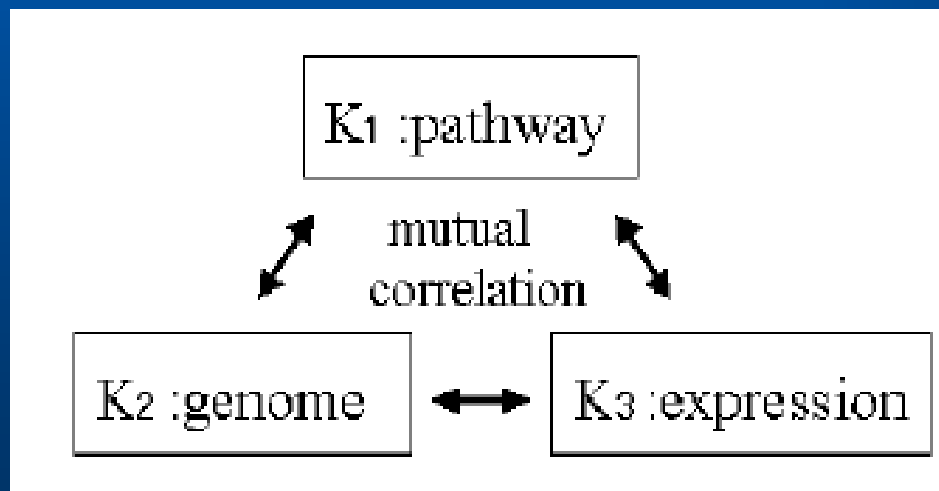 K1 :pathway
mutual
correlation
K2 :genome
K3 :expression